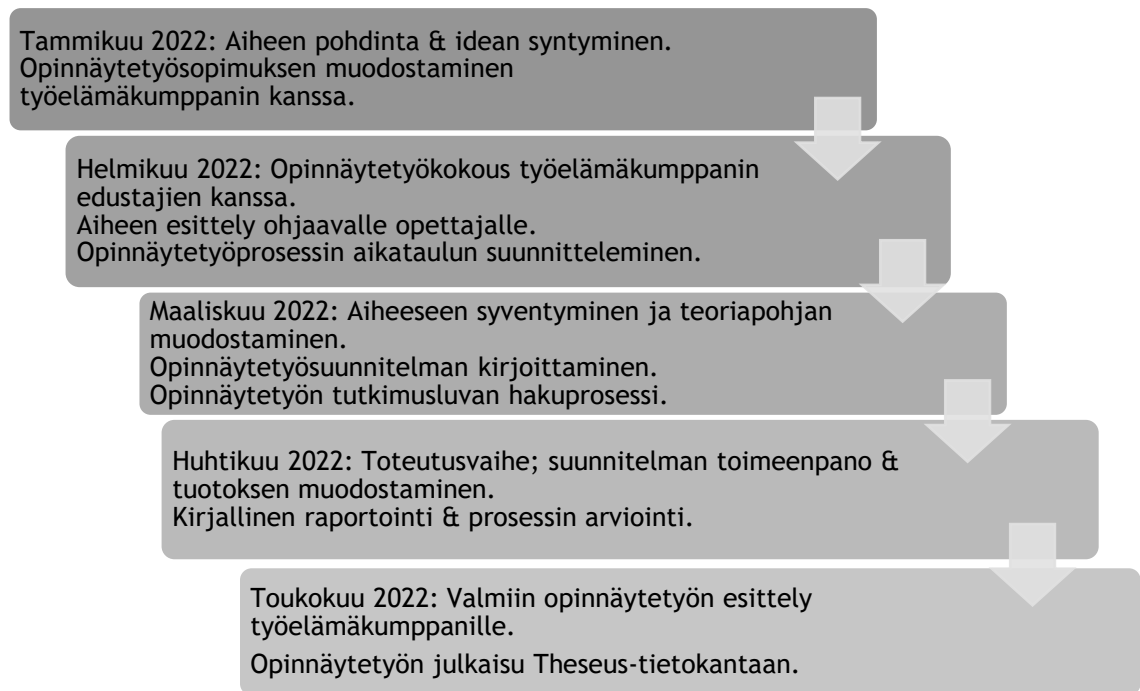 Tammikuu 2022: Aiheen pohdinta & idean syntyminen.
Opinnäytetyösopimuksen muodostaminen
työelämäkumppanin kanssa.
Helmikuu 2022: Opinnäytetyökokous työelämäkumppanin
edustajien kanssa.
Aiheen esittely ohjaavalle opettajalle.
Opinnäytetyöprosessin aikataulun suunnitteleminen.
Maaliskuu 2022: Aiheeseen syventyminen ja teoriapohjan
muodostaminen.
Opinnäytetyösuunnitelman kirjoittaminen.
Opinnäytetyön tutkimusluvan hakuprosessi.
Huhtikuu 2022: Toteutusvaihe; suunnitelman toimeenpano &
tuotoksen muodostaminen.
Kirjallinen raportointi & prosessin arviointi.
Toukokuu 2022: Valmiin opinnäytetyön esittely
työelämäkumppanille.
Opinnäytetyön julkaisu Theseus-tietokantaan.